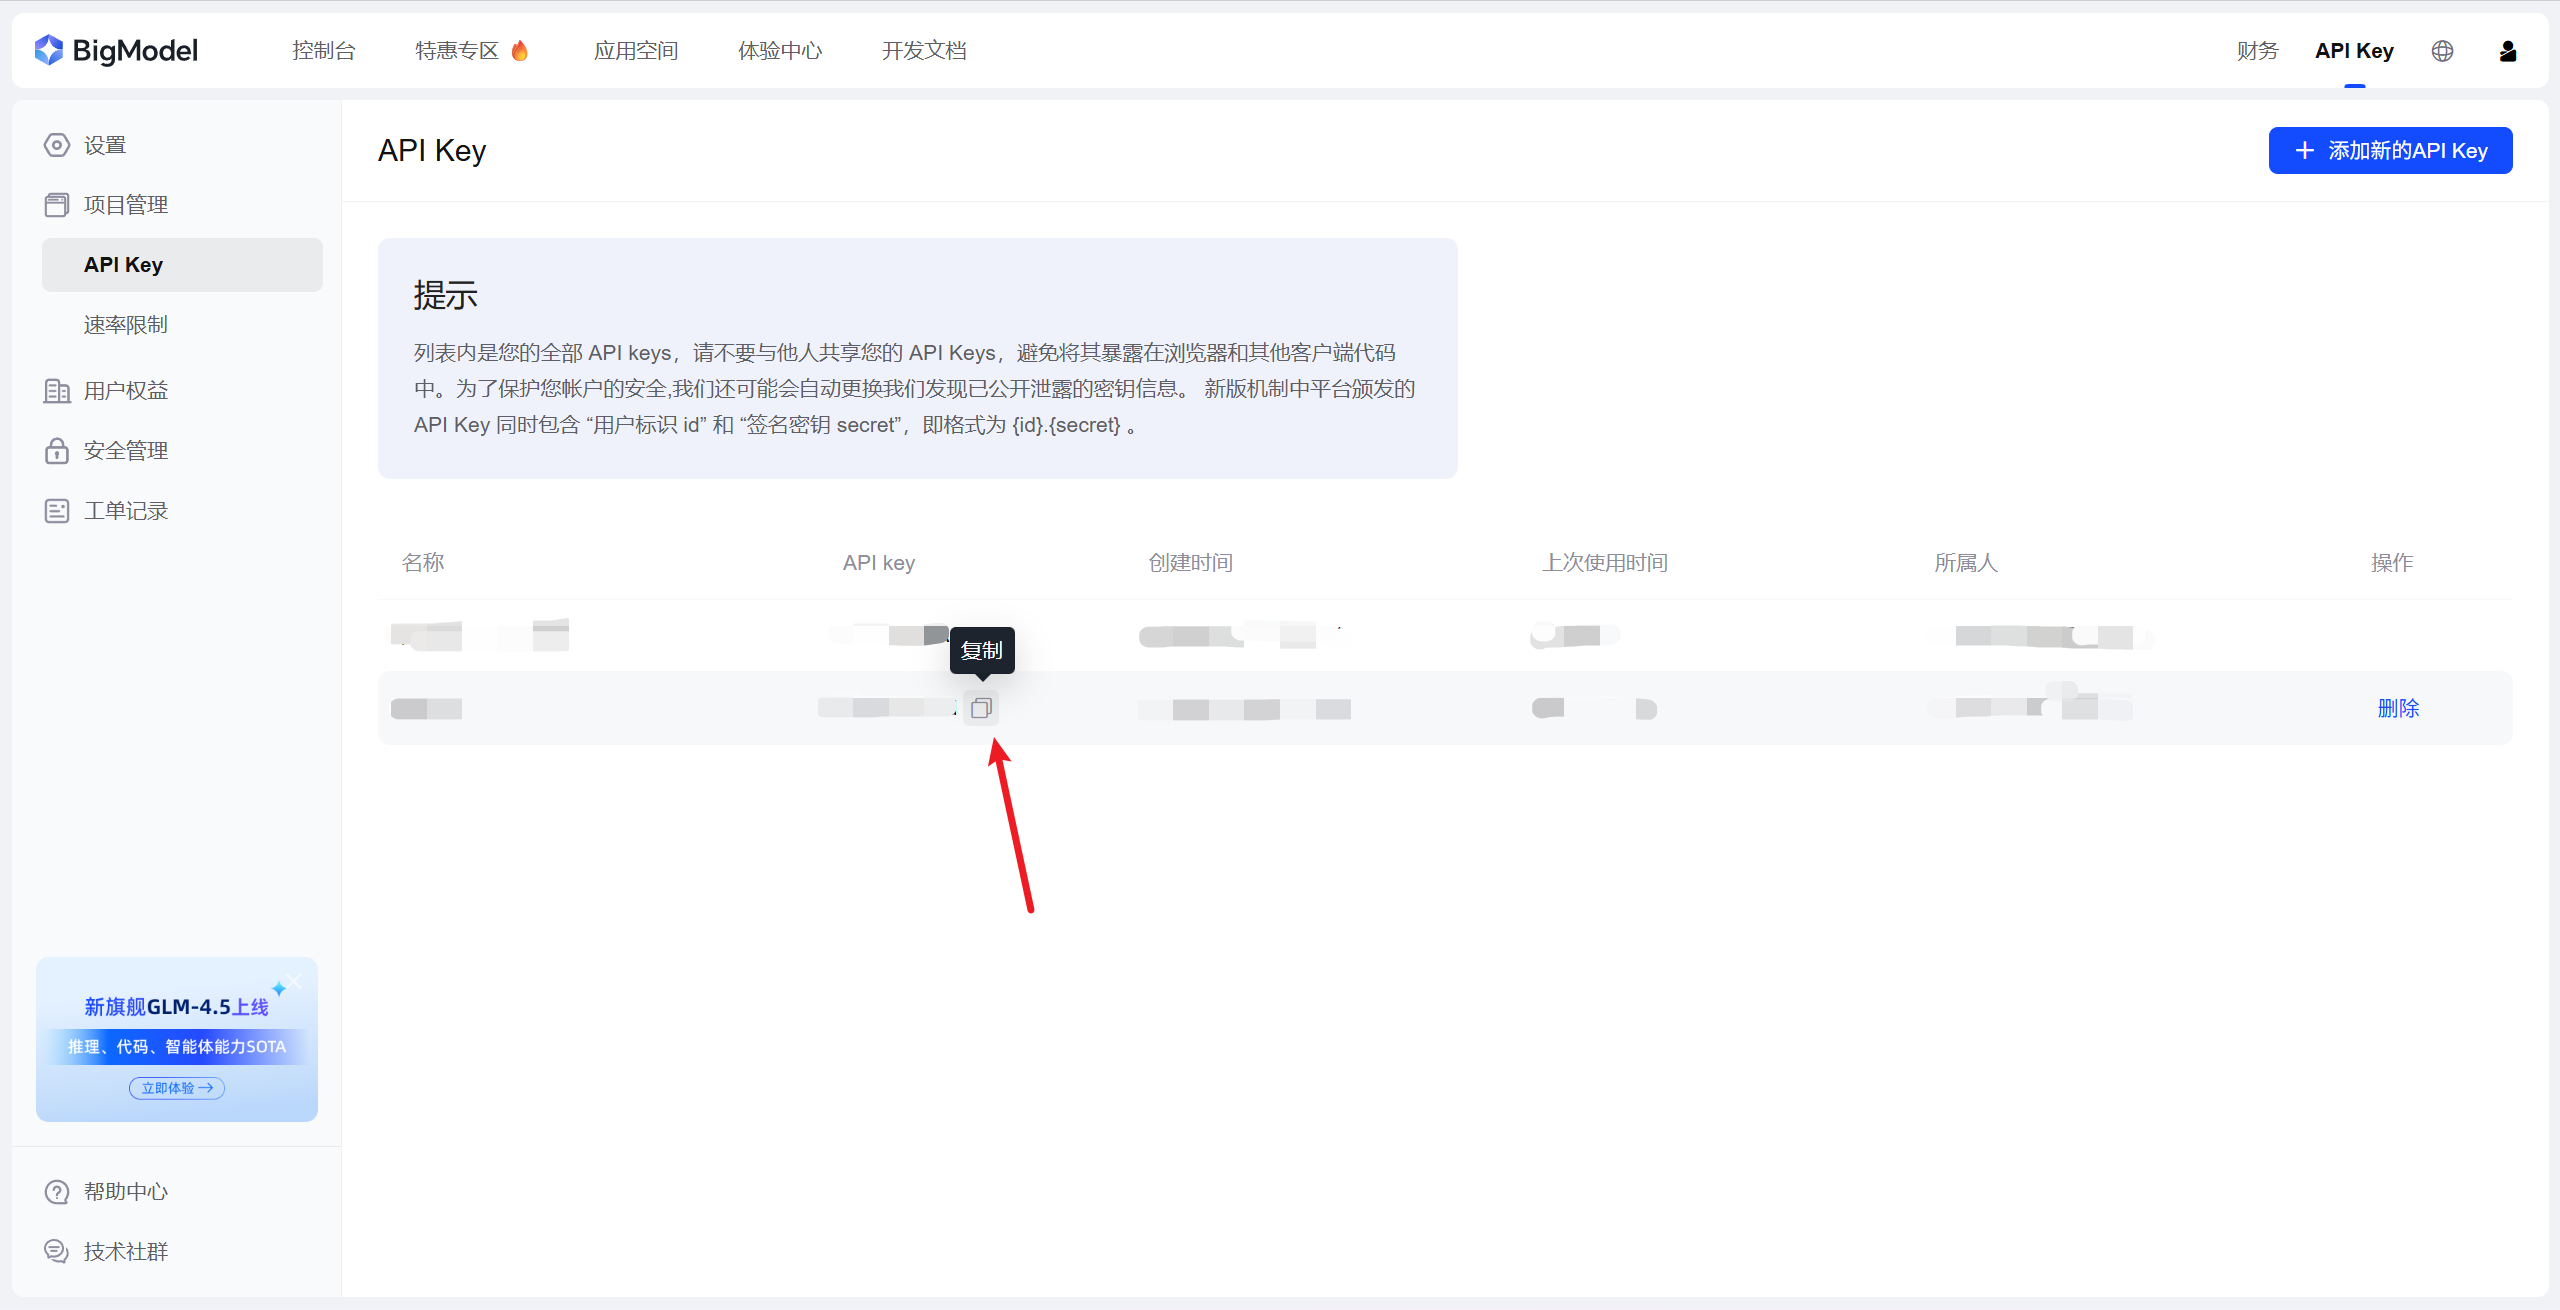 BigModel
控制台
特惠专区
应用空间
体验中心
开发文档
财务
API Key
设置
项目管理
API Key
速率限制
用户权益
安全管理
工单记录
API Key
添加新的API Key
提示
列表内是您的全部 API keys，请不要与他人共享您的 API Keys，避免将其暴露在浏览器和其他客户端代码
中。为了保护您帐户的安全,我们还可能会自动更换我们发现已公开泄露的密钥信息。 新版机制中平台颁发的
API Key 同时包含 “用户标识 id” 和 “签名密钥 secret”，即格式为 {id}.{secret} 。
名称
API key
创建时间
上次使用时间
所属人
操作
复制
删除
新旗舰GLM-4.5上线
推理、代码、智能体能力SOTA
立即体验
帮助中心
技术社群